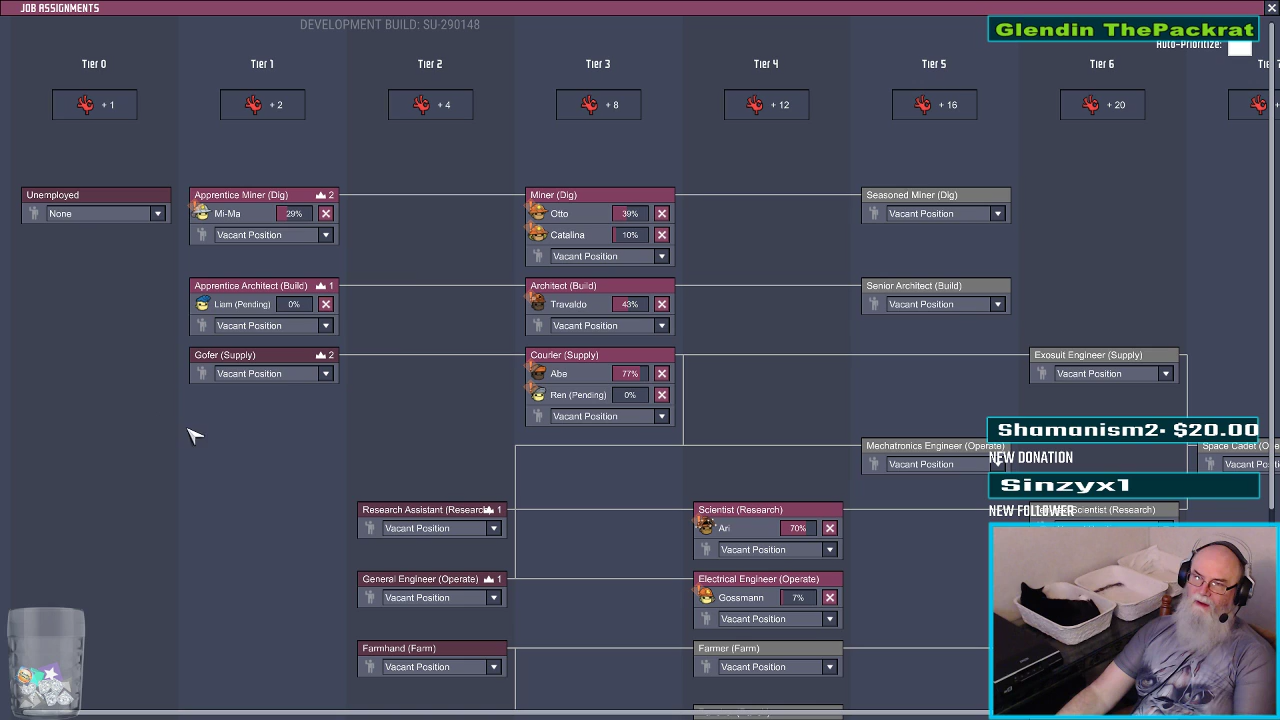 JOB ASSIGNMENTS
DEVELOPMENT BUILD: SU-290148
Glendin ThePackrat
Auto-Prioritize:
Tier 0
Tier 1
Tier 2
Tier 3
Tier 4
Tier 5
Tier 6
+ 1
+ 2
+ 4
+ 8
+ 12
+ 16
+ 20
Unemployed
None
Apprentice Miner (Dig) 2
Mi-Ma 29%
Vacant Position
Miner (Dig)
Otto 39%
Catalina 10%
Vacant Position
Seasoned Miner (Dig)
Vacant Position
Apprentice Architect (Build) 1
Liam (Pending) 0%
Vacant Position
Architect (Build)
Travaldo 43%
Vacant Position
Senior Architect (Build)
Vacant Position
Gofer (Supply) 2
Vacant Position
Courier (Supply)
Abe 77%
Ren (Pending) 0%
Vacant Position
Exosuit Engineer (Supply)
Vacant Position
Shamanism2- $20.00
NEW DONATION
Mechatronics Engineer (Operate)
Vacant Position
Space Cadet
Sinzyx1
NEW FOLLOWER
Research Assistant 1
Vacant Position
Scientist (Research)
Ari 70%
Vacant Position
Scientist (Research)
General Engineer (Operate) 1
Vacant Position
Electrical Engineer (Operate)
Gossmann 7%
Vacant Position
Farmhand (Farm)
Vacant Position
Farmer (Farm)
Vacant Position